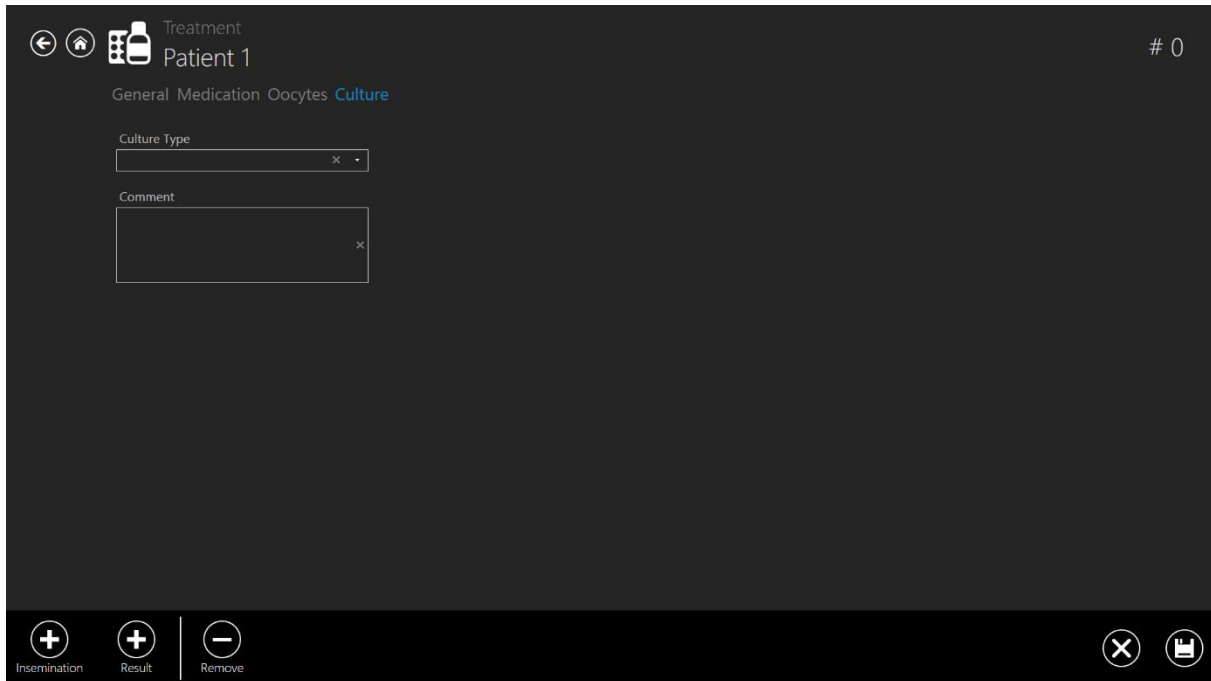 Treatment
Patient 1
# 0
General Medication Oocytes Culture
Culture Type
Comment
Insemination Result Remove